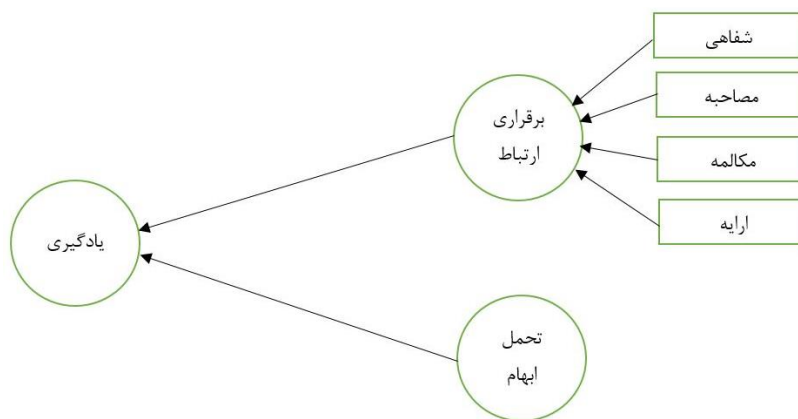 شفاهی
مصاحبه
مکالمه
ارایه
برقراری
ارتباط
یادگیری
تحمل
ابهام